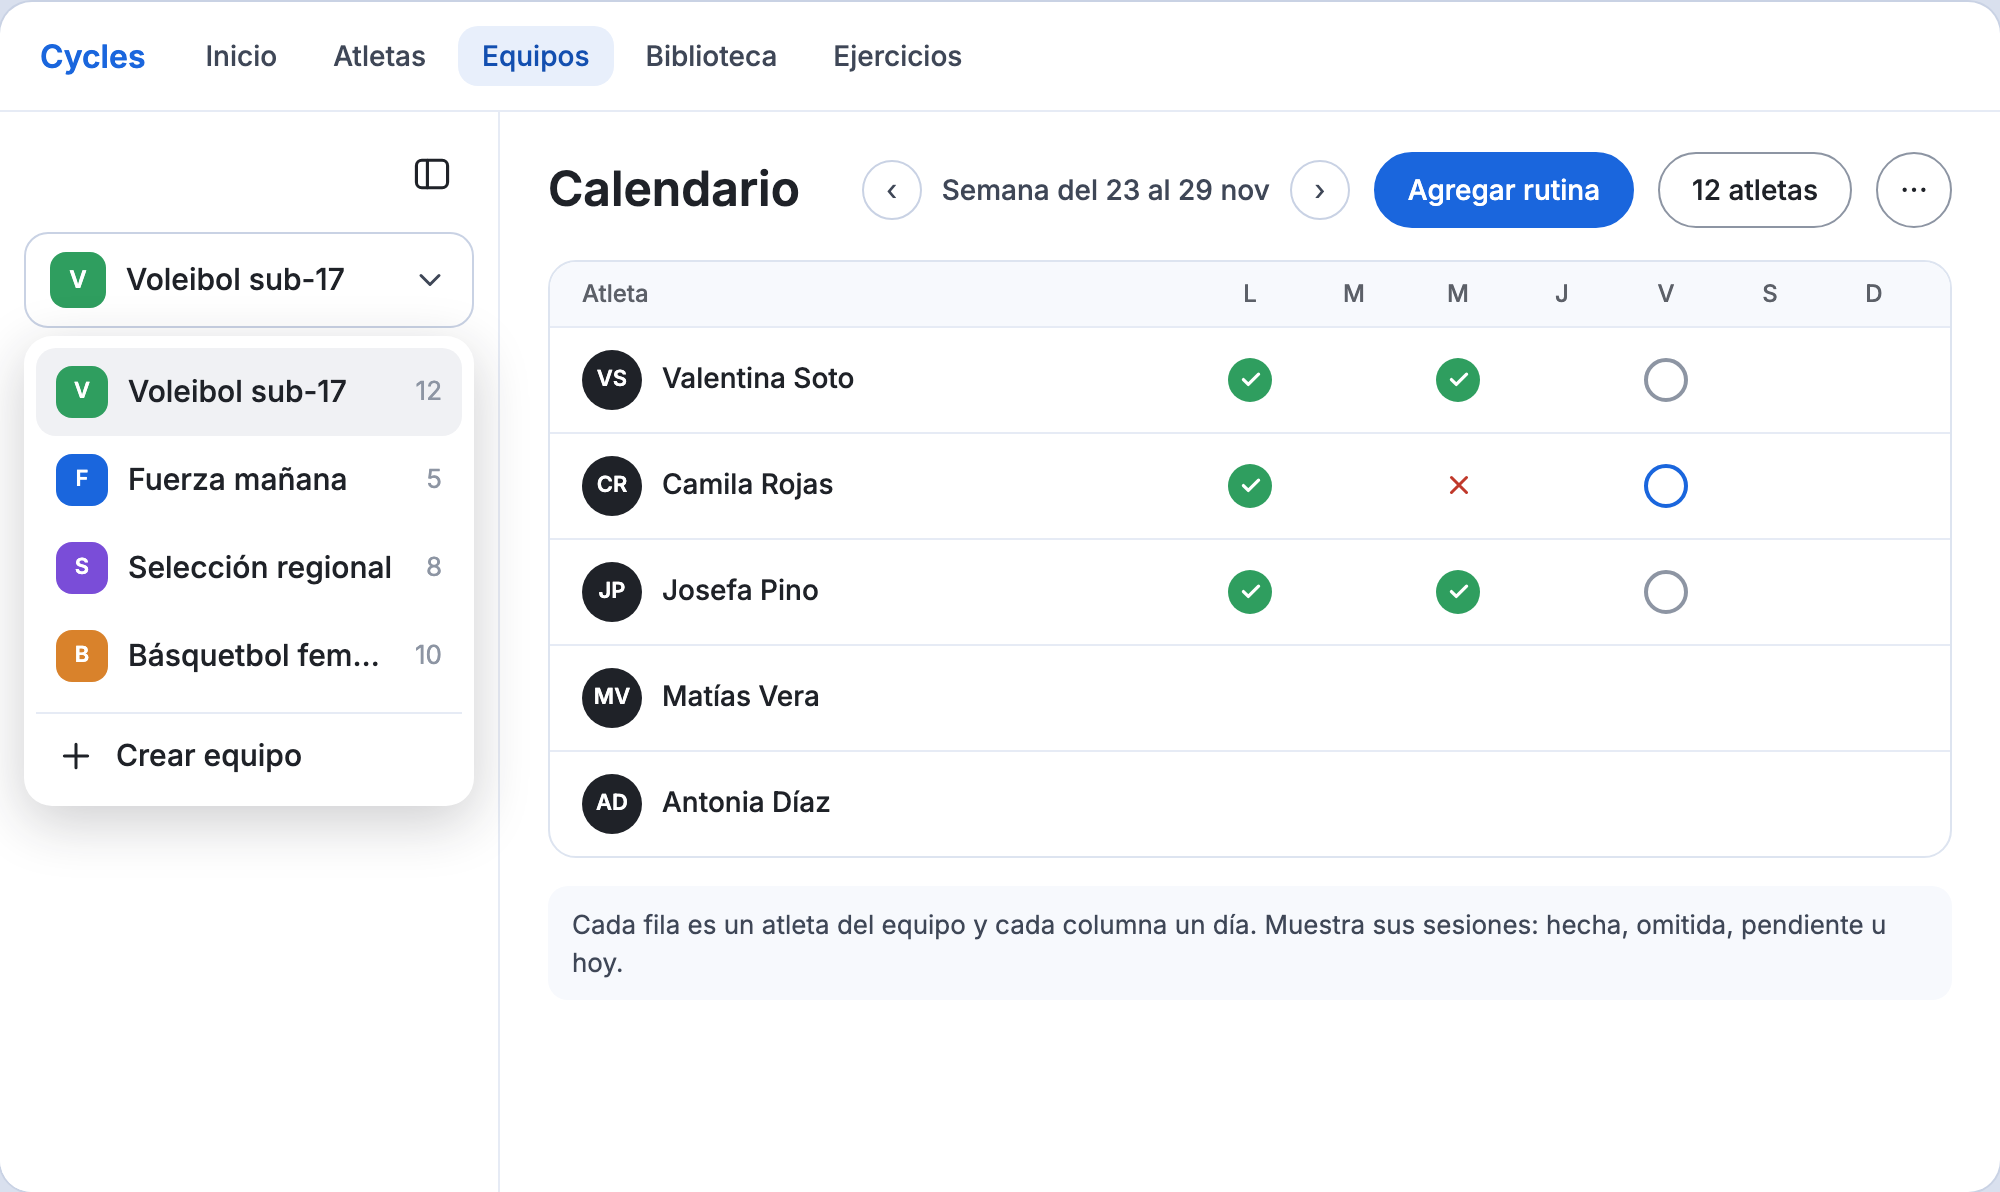 Cycles Inicio Atletas Equipos Biblioteca Ejercicios
V Voleibol sub-17
V Voleibol sub-17 12
F Fuerza mañana 5
S Selección regional 8
B Básquetbol fem... 10
+ Crear equipo
Calendario ‹ Semana del 23 al 29 nov › Agregar rutina 12 atletas ...
Atleta L M M J V S D
VS Valentina Soto
CR Camila Rojas
JP Josefa Pino
MV Matías Vera
AD Antonia Díaz
Cada fila es un atleta del equipo y cada columna un día. Muestra sus sesiones: hecha, omitida, pendiente u
hoy.